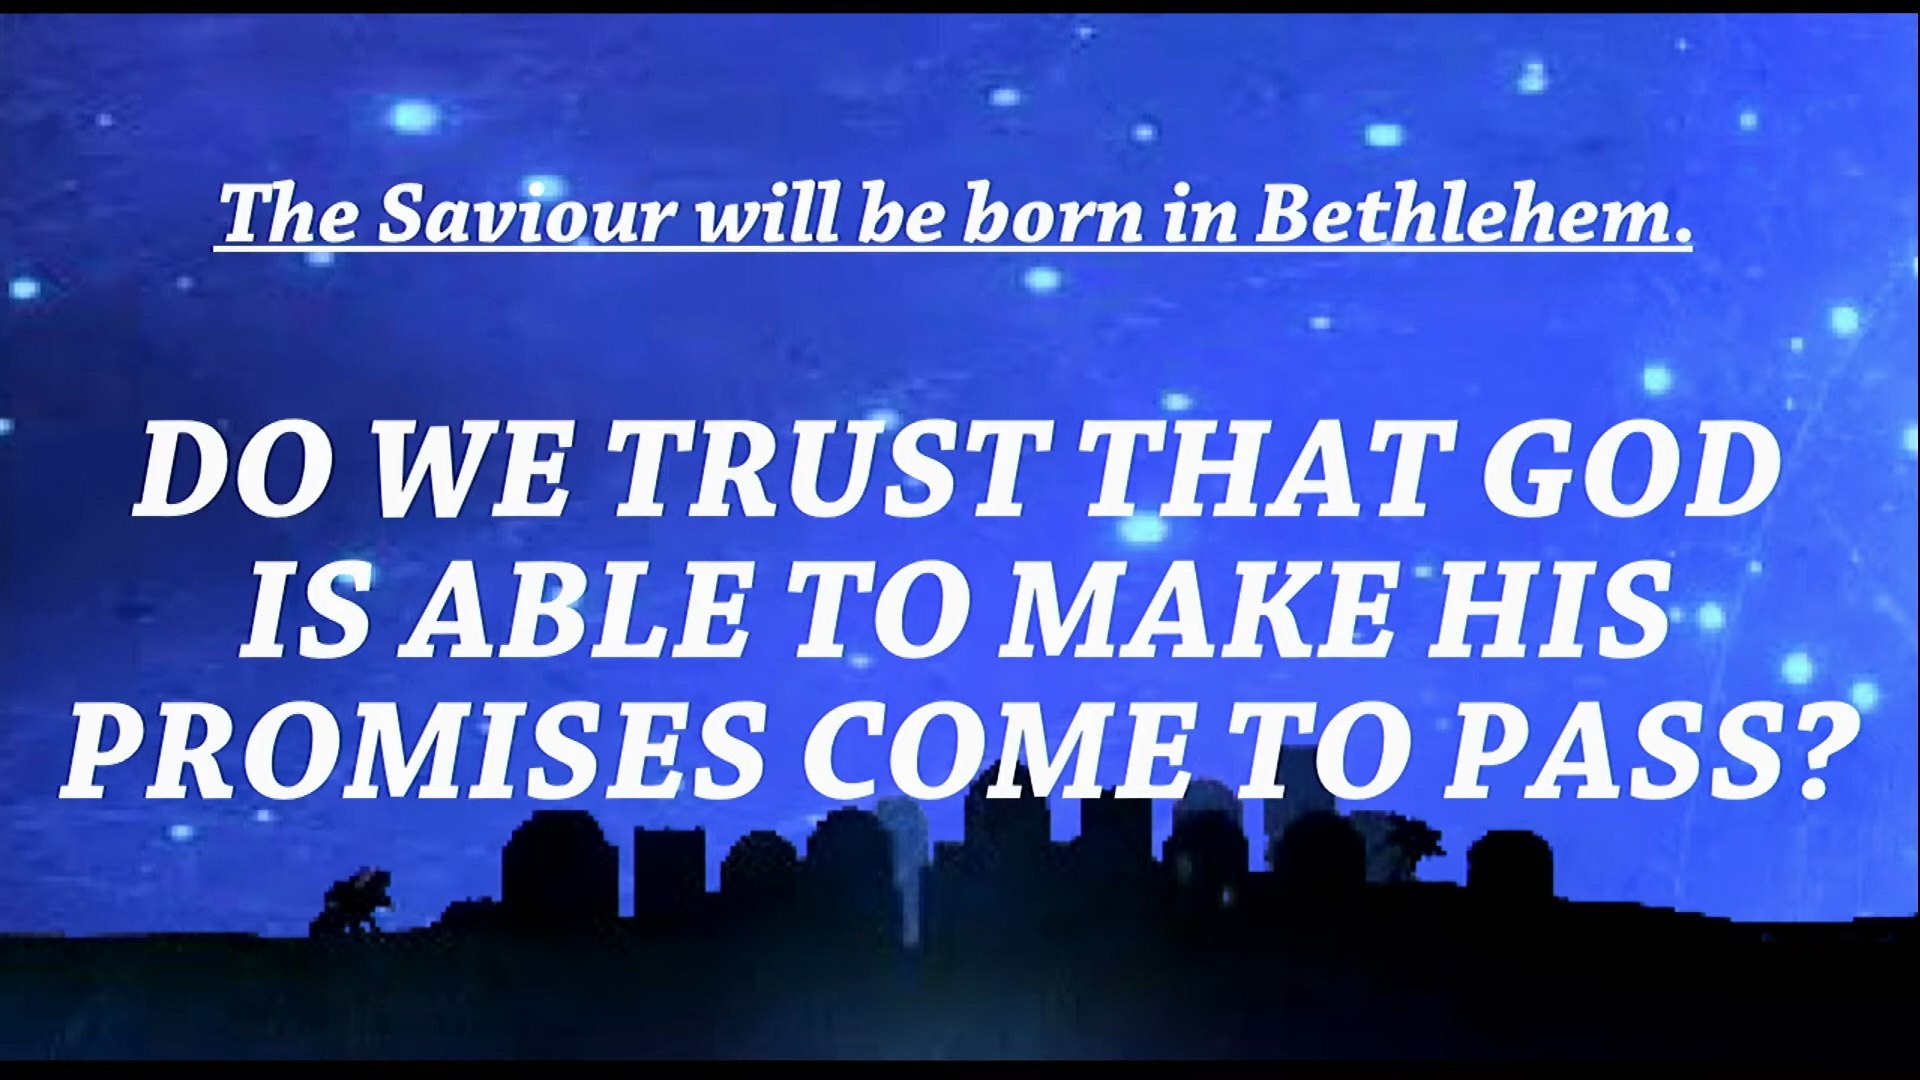 The Saviour will be born in Bethlehem.
DO WE TRUST THAT GOD
IS ABLE TO MAKE HIS
PROMISES COME TO PASS?